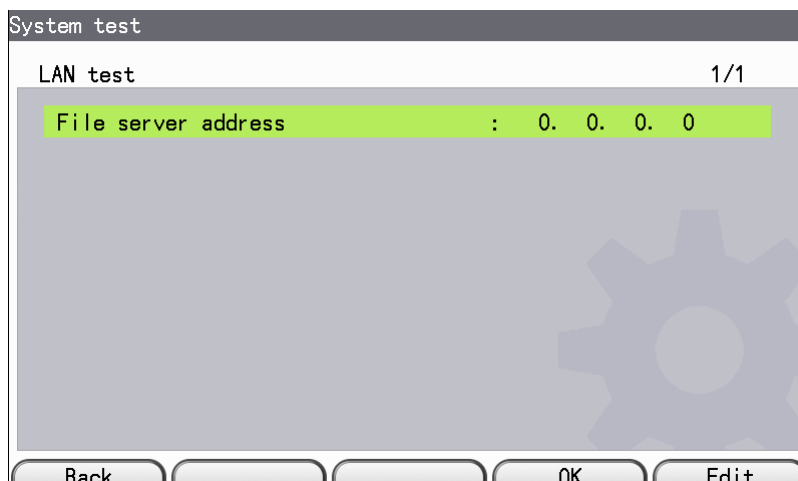 System test
LAN test 1/1
File server address : 0. 0. 0. 0
Back OK Edit